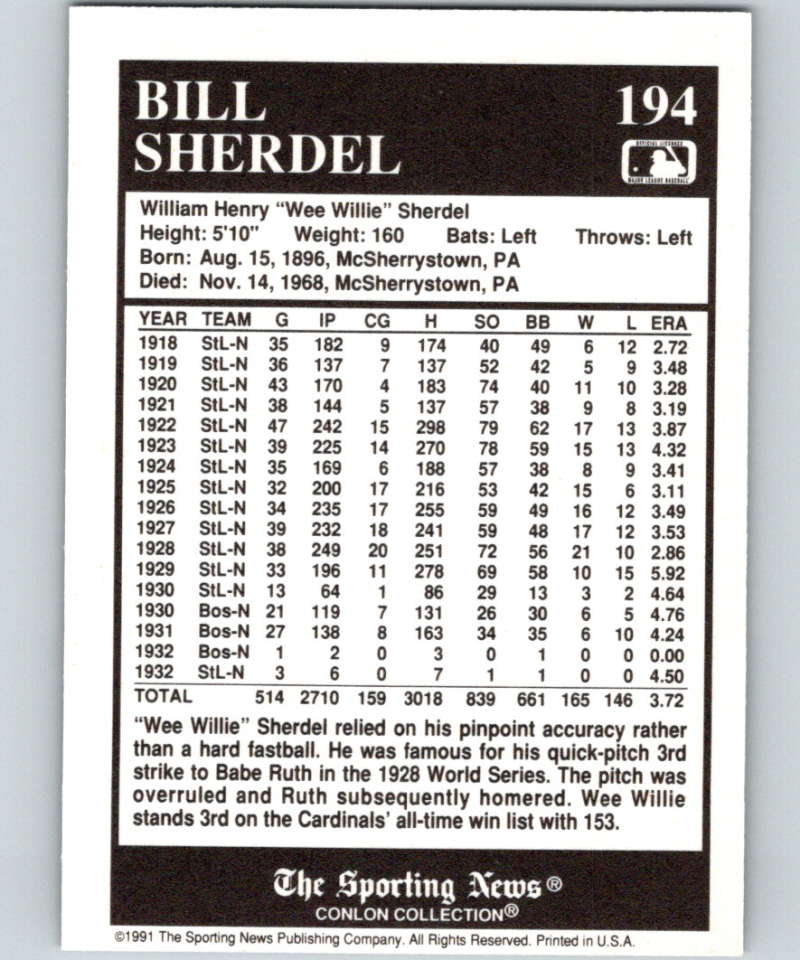 BILL
SHERDEL
194
OFFICIAL LICENSEE
MAJOR LEAGUE BASEBALL
William Henry “Wee Willie” Sherdel
Height: 5'10" Weight: 160 Bats: Left Throws: Left
Born: Aug. 15, 1896, McSherrystown, PA
Died: Nov. 14, 1968, McSherrystown, PA
YEAR TEAM G IP CG H SO BB W L ERA
1918 StL-N 35 182 9 174 40 49 6 12 2.72
1919 StL-N 36 137 7 137 52 42 5 9 3.48
1920 StL-N 43 170 4 183 74 40 11 10 3.28
1921 StL-N 38 144 5 137 57 38 9 8 3.19
1922 StL-N 47 242 15 298 79 62 17 13 3.87
1923 StL-N 39 225 14 270 78 59 15 13 4.32
1924 StL-N 35 169 6 188 57 38 8 9 3.41
1925 StL-N 32 200 17 216 53 42 15 6 3.11
1926 StL-N 34 235 17 255 59 49 16 12 3.49
1927 StL-N 39 232 18 241 59 48 17 12 3.53
1928 StL-N 38 249 20 251 72 56 21 10 2.86
1929 StL-N 33 196 11 278 69 58 10 15 5.92
1930 StL-N 13 64 1 86 29 13 3 2 4.64
1930 Bos-N 21 119 7 131 26 30 6 5 4.76
1931 Bos-N 27 138 8 163 34 35 6 10 4.24
1932 Bos-N 1 2 0 3 0 1 0 0 0.00
1932 StL-N 3 6 0 7 1 1 0 0 4.50
TOTAL 514 2710 159 3018 839 661 165 146 3.72
“Wee Willie” Sherdel relied on his pinpoint accuracy rather
than a hard fastball. He was famous for his quick-pitch 3rd
strike to Babe Ruth in the 1928 World Series. The pitch was
overruled and Ruth subsequently homered. Wee Willie
stands 3rd on the Cardinals’ all-time win list with 153.
The Sporting News®
CONLON COLLECTION®
©1991 The Sporting News Publishing Company. All Rights Reserved. Printed in U.S.A.